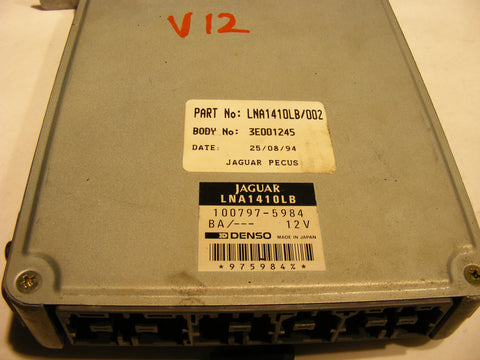 V12
PART No: LNA1410LB/002
BODY No: 3E001245
DATE: 25/08/94
JAGUAR PECUS
JAGUAR
LNA1410LB
100797-5984
BA/--- 12V
DENSO MADE IN JAPAN
*975984%*